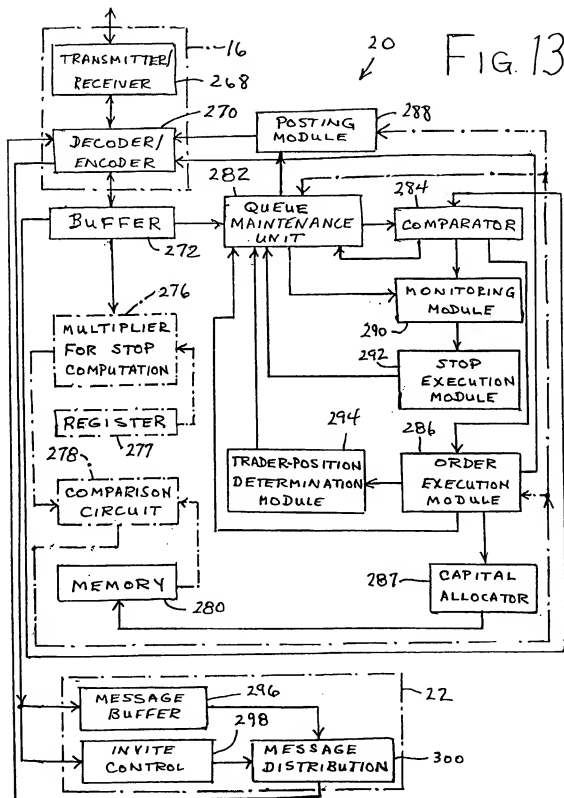 16
20
FIG. 13
TRANSMITTER/
RECEIVER
268
270
DECODER/
ENCODER
POSTING
MODULE
288
282
284
BUFFER
272
QUEUE
MAINTENANCE
UNIT
COMPARATOR
276
MULTIPLIER
FOR STOP
COMPUTATION
MONITORING
MODULE
290
292
STOP
EXECUTION
MODULE
REGISTER
277
294
286
278
TRADER-POSITION
DETERMINATION
MODULE
ORDER
EXECUTION
MODULE
COMPARISON
CIRCUIT
MEMORY
280
287
CAPITAL
ALLOCATOR
MESSAGE
BUFFER
296
22
298
INVITE
CONTROL
MESSAGE
DISTRIBUTION
300